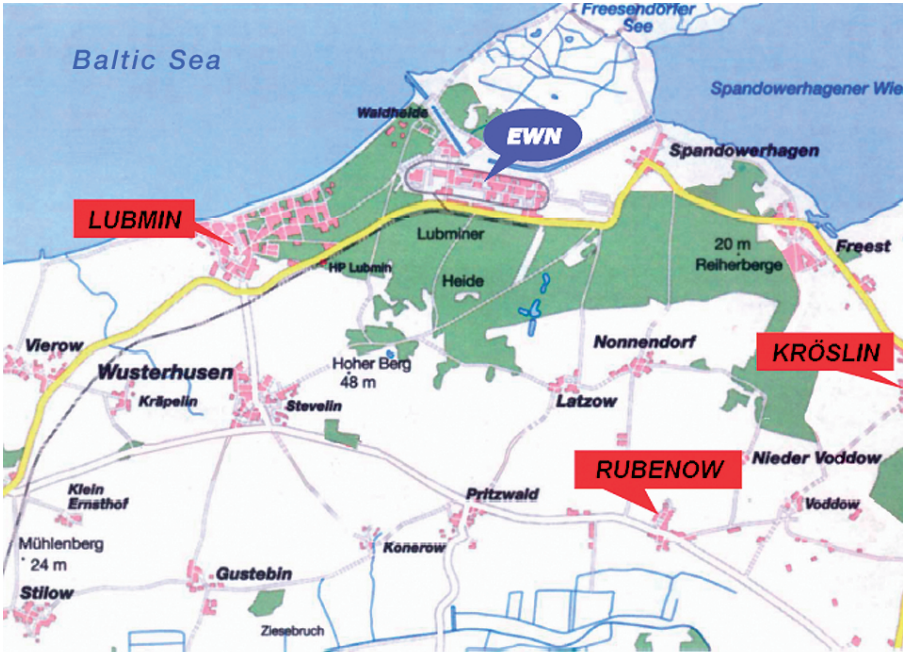 Freesendorfer
See
Baltic Sea
Spandowerhagener Wie
Waldheide
EWN
Spandowerhagen
LUBMIN
Lubminer
20 m
Reiherberge
Freest
HP Lubmin
Heide
Vierow
Nonnendorf
KRÖSLIN
Hoher Berg
48 m
Wusterhusen
Kräpelin
Stevelin
Latzow
RUBENOW
Nieder Voddow
Klein
Ernsthof
Pritzwald
Voddow
Mühlenberg
24 m
Konerow
Gustebin
Stilow
Ziesebruch